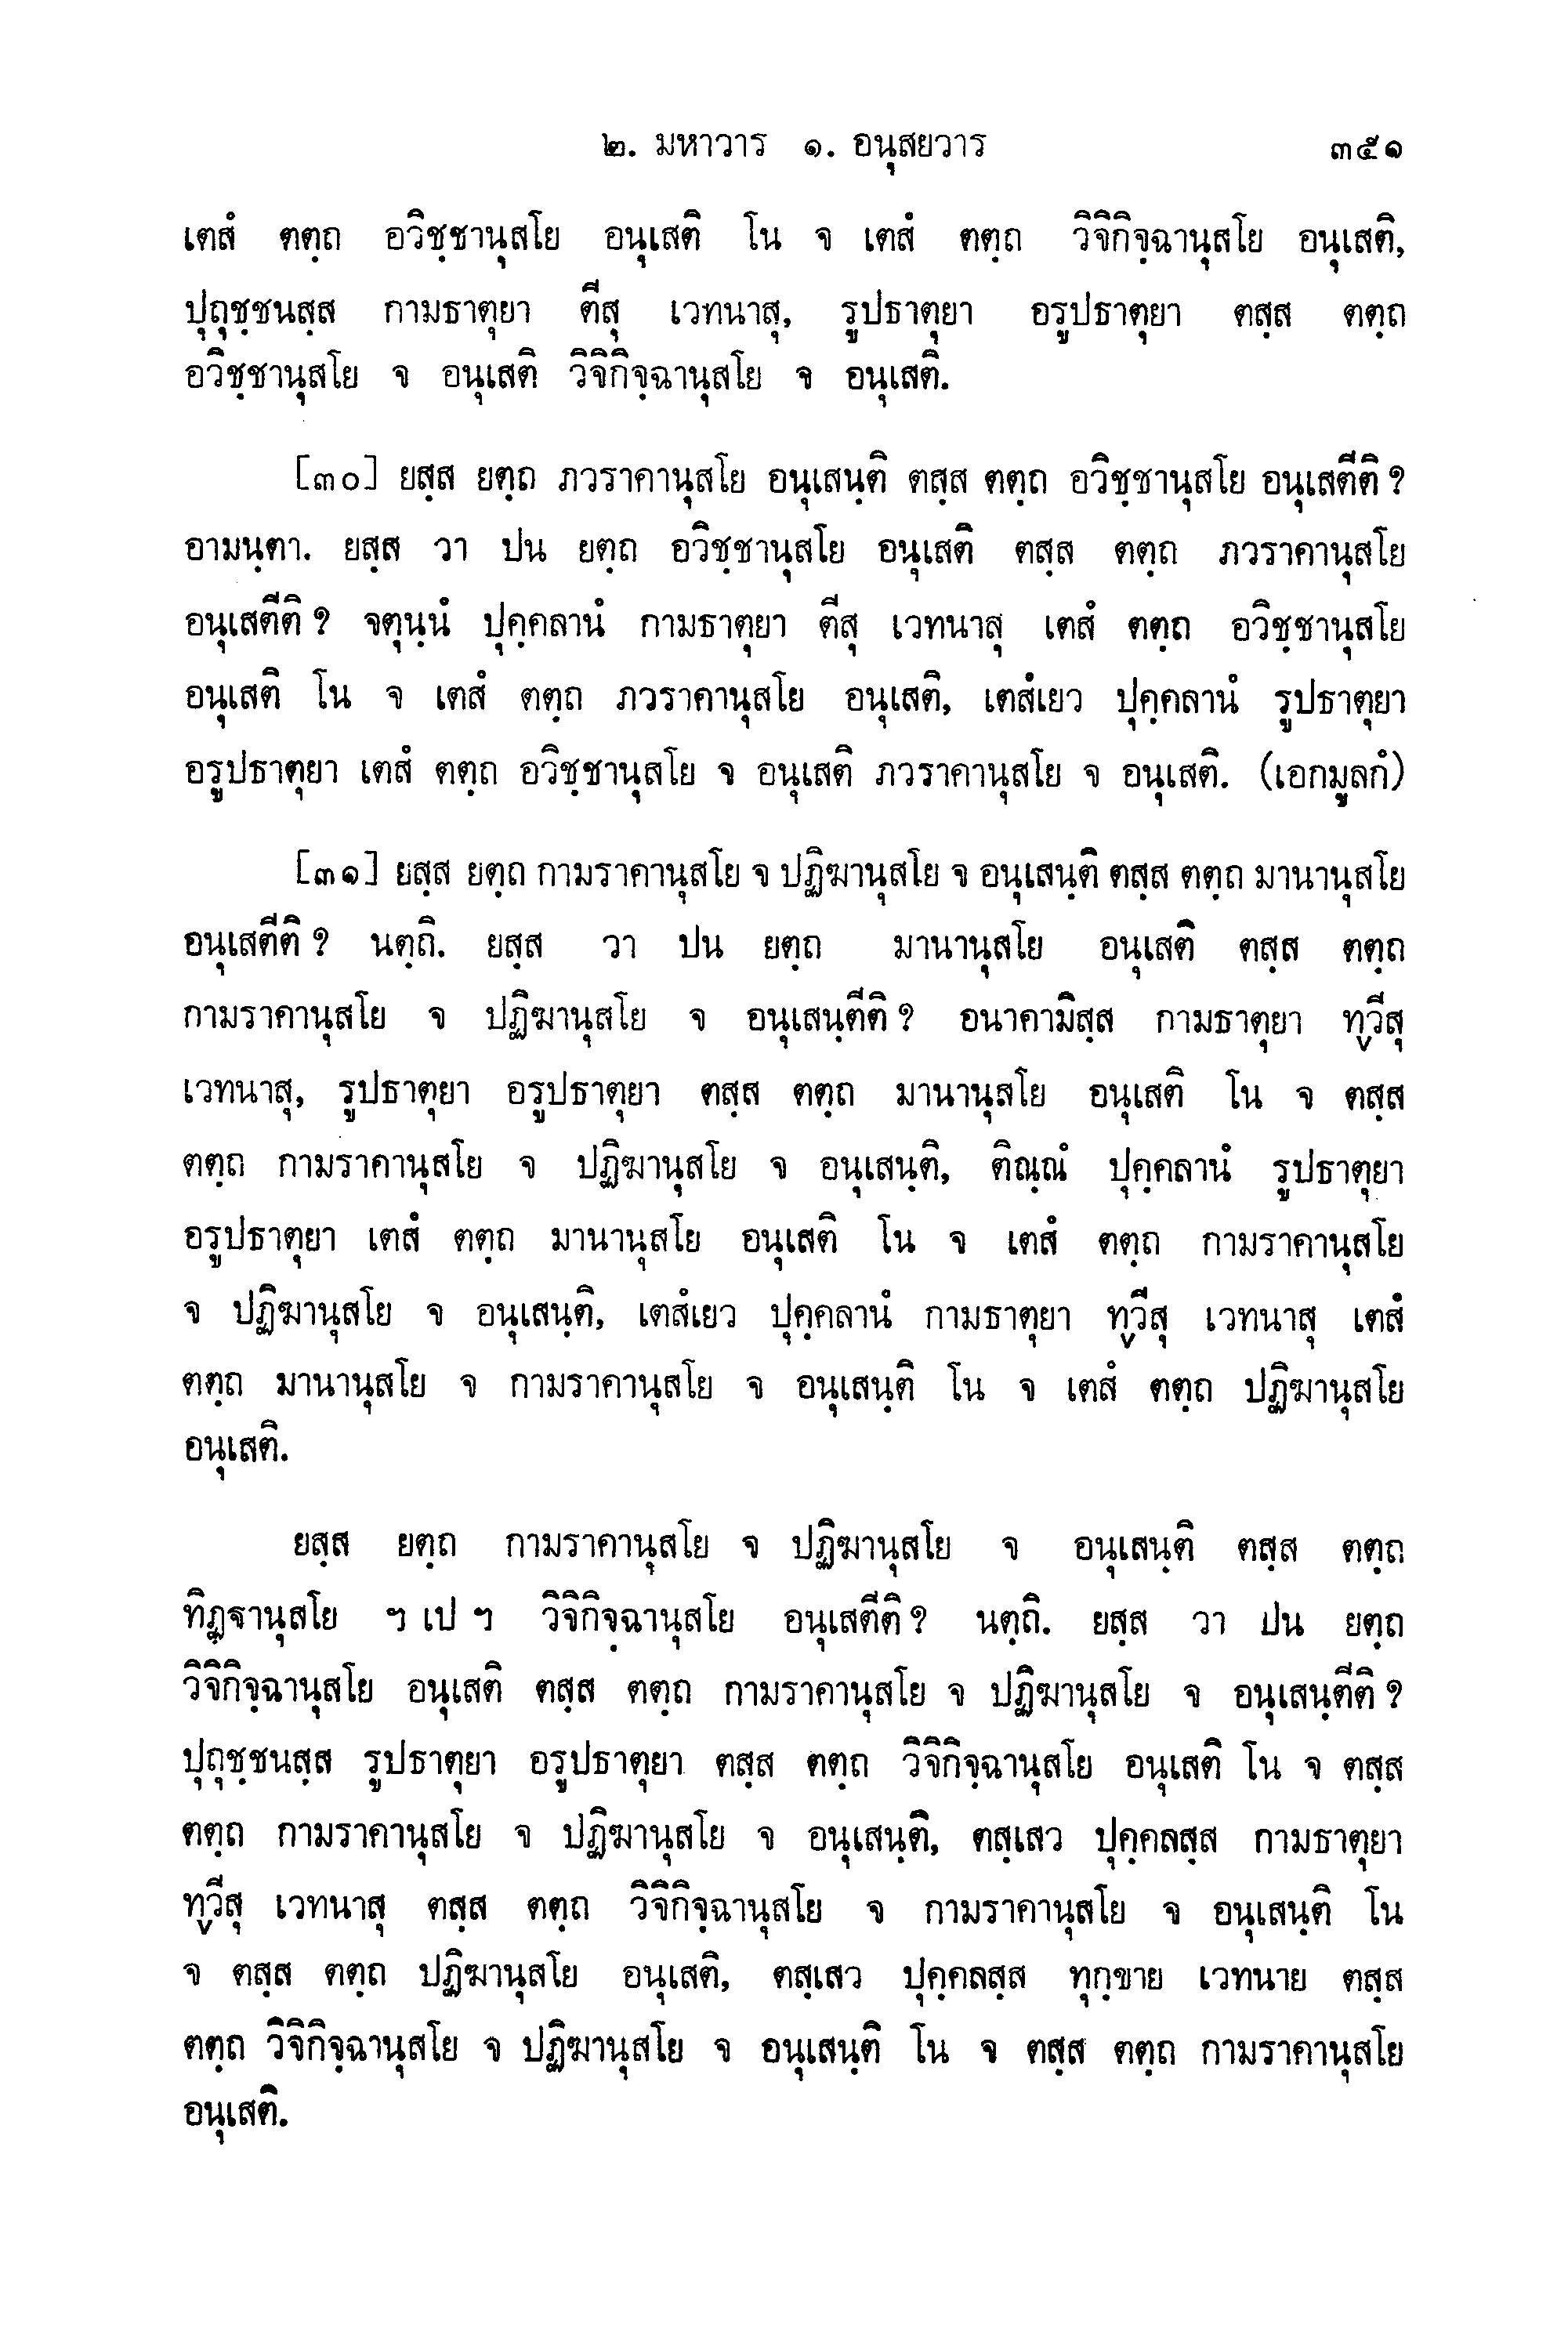 ๒. มหาวาร ๑. อนุสยวาร ๓๕๑
เตสํ ตตฺถ อวิชฺชานุสโย อนุเสติ โน จ เตสํ ตตฺถ วิจิกิจฺฉานุสโย อนุเสติ,
ปุถุชฺชนสฺส กามธาตุยา ตีสุ เวทนาสุ, รูปธาตุยา อรูปธาตุยา ตสฺส ตตฺถ
อวิชฺชานุสโย จ อนุเสติ วิจิกิจฺฉานุสโย จ อนุเสติ.
[๓๐] ยสฺส ยตฺถ ภวราคานุสโย อนุเสนฺติ ตสฺส ตตฺถ อวิชฺชานุสโย อนุเสตีติ ?
อามนฺตา. ยสฺส วา ปน ยตฺถ อวิชฺชานุสโย อนุเสติ ตสฺส ตตฺถ ภวราคานุสโย
อนุเสตีติ ? จตุนฺนํ ปุคฺคลานํ กามธาตุยา ตีสุ เวทนาสุ เตสํ ตตฺถ อวิชฺชานุสโย
อนุเสติ โน จ เตสํ ตตฺถ ภวราคานุสโย อนุเสติ, เตสํเยว ปุคฺคลานํ รูปธาตุยา
อรูปธาตุยา เตสํ ตตฺถ อวิชฺชานุสโย จ อนุเสติ ภวราคานุสโย จ อนุเสติ. (เอกมูลกํ)
[๓๑] ยสฺส ยตฺถ กามราคานุสโย จ ปฏิฆานุสโย จ อนุเสนฺติ ตสฺส ตตฺถ มานานุสโย
อนุเสตีติ ? นตฺถิ. ยสฺส วา ปน ยตฺถ มานานุสโย อนุเสติ ตสฺส ตตฺถ
กามราคานุสโย จ ปฏิฆานุสโย จ อนุเสนฺตีติ ? อนาคามิสฺส กามธาตุยา ทฺวีสุ
เวทนาสุ, รูปธาตุยา อรูปธาตุยา ตสฺส ตตฺถ มานานุสโย อนุเสติ โน จ ตสฺส
ตตฺถ กามราคานุสโย จ ปฏิฆานุสโย จ อนุเสนฺติ, ติณฺณํ ปุคฺคลานํ รูปธาตุยา
อรูปธาตุยา เตสํ ตตฺถ มานานุสโย อนุเสติ โน จ เตสํ ตตฺถ กามราคานุสโย
จ ปฏิฆานุสโย จ อนุเสนฺติ, เตสํเยว ปุคฺคลานํ กามธาตุยา ทฺวีสุ เวทนาสุ เตสํ
ตตฺถ มานานุสโย จ กามราคานุสโย จ อนุเสนฺติ โน จ เตสํ ตตฺถ ปฏิฆานุสโย
อนุเสติ.
ยสฺส ยตฺถ กามราคานุสโย จ ปฏิฆานุสโย จ อนุเสนฺติ ตสฺส ตตฺถ
ทิฏฺฐานุสโย ฯ เป ฯ วิจิกิจฺฉานุสโย อนุเสตีติ ? นตฺถิ. ยสฺส วา ปน ยตฺถ
วิจิกิจฺฉานุสโย อนุเสติ ตสฺส ตตฺถ กามราคานุสโย จ ปฏิฆานุสโย จ อนุเสนฺตีติ ?
ปุถุชฺชนสฺส รูปธาตุยา อรูปธาตุยา ตสฺส ตตฺถ วิจิกิจฺฉานุสโย อนุเสติ โน จ ตสฺส
ตตฺถ กามราคานุสโย จ ปฏิฆานุสโย จ อนุเสนฺติ, ตสฺเสว ปุคฺคลสฺส กามธาตุยา
ทฺวีสุ เวทนาสุ ตสฺส ตตฺถ วิจิกิจฺฉานุสโย จ กามราคานุสโย จ อนุเสนฺติ โน
จ ตสฺส ตตฺถ ปฏิฆานุสโย อนุเสติ, ตสฺเสว ปุคฺคลสฺส ทุกฺขาย เวทนาย ตสฺส
ตตฺถ วิจิกิจฺฉานุสโย จ ปฏิฆานุสโย จ อนุเสนฺติ โน จ ตสฺส ตตฺถ กามราคานุสโย
อนุเสติ.